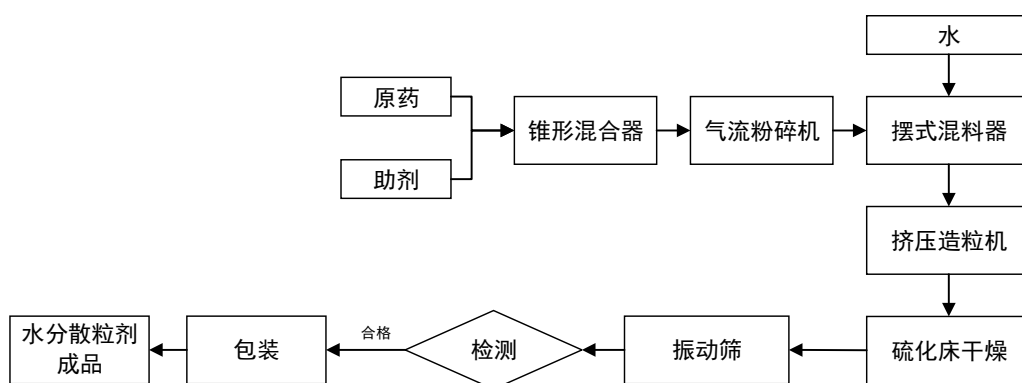 水
原药
助剂
锥形混合器
气流粉碎机
摆式混料器
挤压造粒机
硫化床干燥
振动筛
检测
合格
包装
水分散粒剂
成品